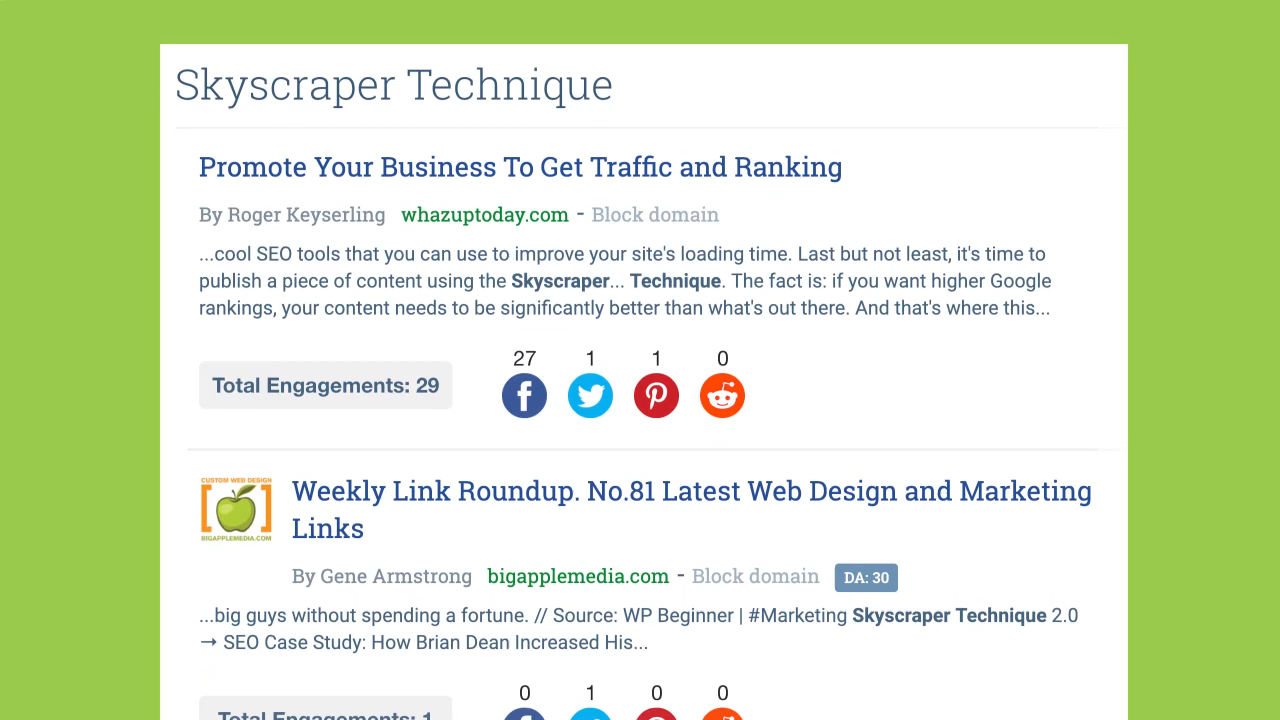 Skyscraper Technique
Promote Your Business To Get Traffic and Ranking
By Roger Keyserling whazuptoday.com - Block domain
...cool SEO tools that you can use to improve your site's loading time. Last but not least, it's time to
publish a piece of content using the Skyscraper... Technique. The fact is: if you want higher Google
rankings, your content needs to be significantly better than what's out there. And that's where this...
27 1 1 0
Total Engagements: 29
CUSTOM WEB DESIGN
BIGAPPLEMEDIA.COM
Weekly Link Roundup. No.81 Latest Web Design and Marketing
Links
By Gene Armstrong bigapplemedia.com - Block domain DA: 30
...big guys without spending a fortune. // Source: WP Beginner | #Marketing Skyscraper Technique 2.0
→ SEO Case Study: How Brian Dean Increased His...
0 1 0 0
Total Engagements: 1